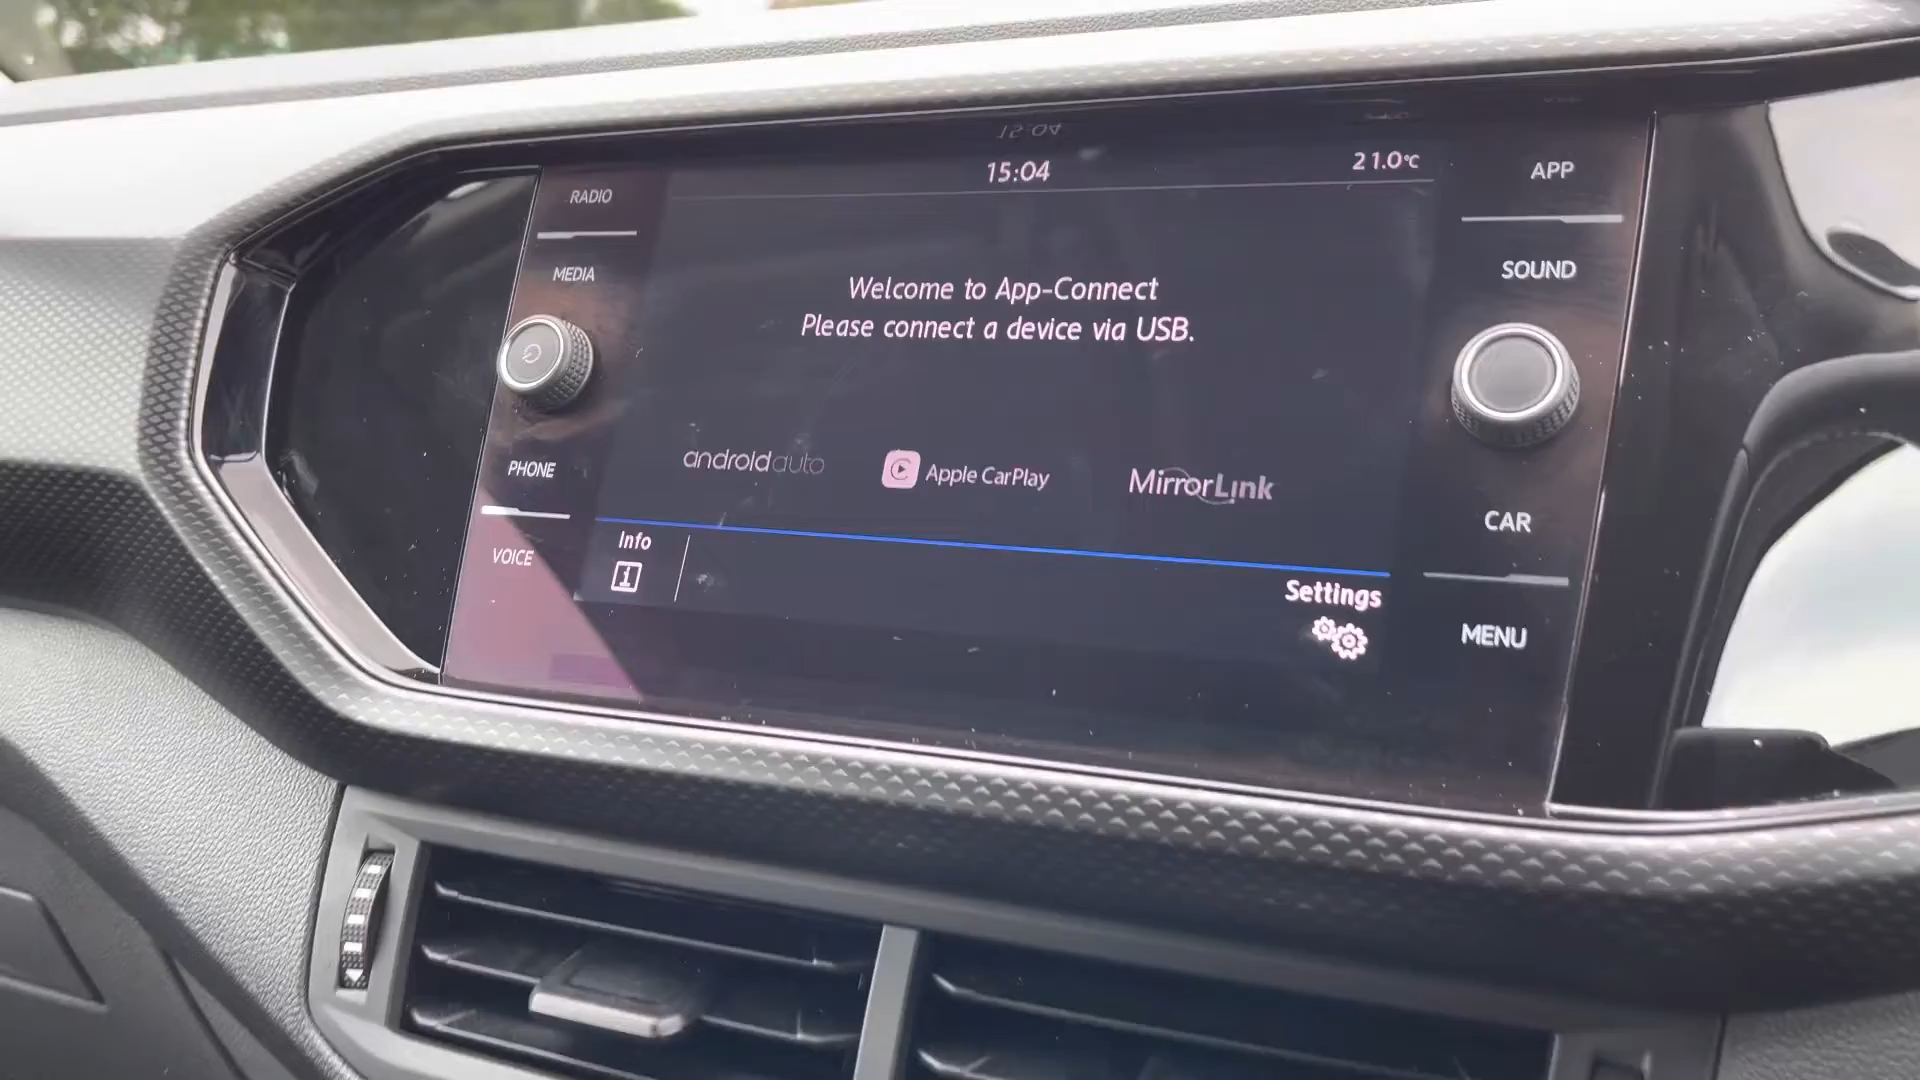 15:04
21.0°C
RADIO
MEDIA
PHONE
VOICE
Welcome to App-Connect
Please connect a device via USB.
androidauto
Apple CarPlay
MirrorLink
Info
i
Settings
APP
SOUND
CAR
MENU